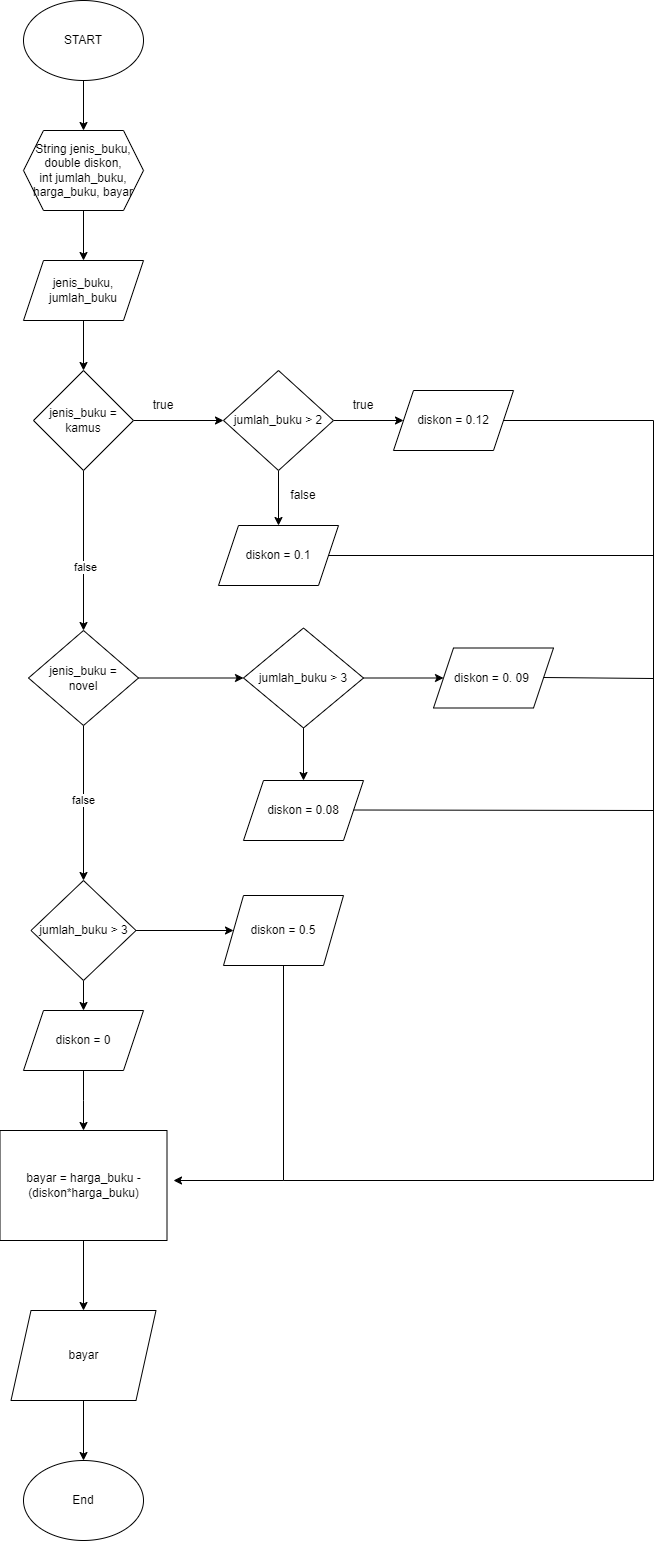 START
String jenis_buku,
double diskon,
int jumlah_buku,
harga_buku, bayar
jenis_buku,
jumlah_buku
jenis_buku =
kamus
true
jumlah_buku > 2
true
diskon = 0.12
false
diskon = 0.1
false
jenis_buku =
novel
jumlah_buku > 3
diskon = 0. 09
diskon = 0.08
false
jumlah_buku > 3
diskon = 0.5
diskon = 0
bayar = harga_buku -
(diskon*harga_buku)
bayar
End